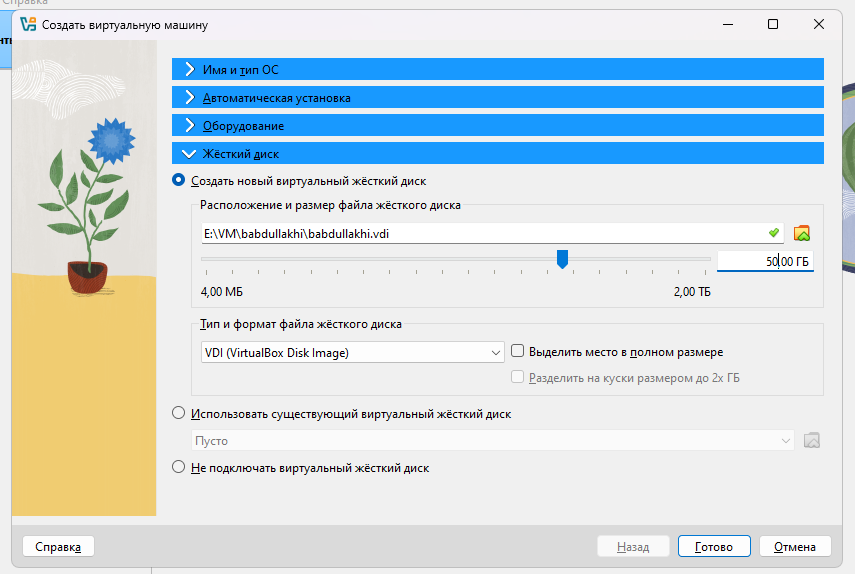 Справка
Создать виртуальную машину
Имя и тип ОС
Автоматическая установка
Оборудование
Жёсткий диск
Создать новый виртуальный жёсткий диск
Расположение и размер файла жёсткого диска
E:\VM\babdullakhi\babdullakhi.vdi
50,00 ГБ
4,00 МБ
2,00 ТБ
Тип и формат файла жёсткого диска
VDI (VirtualBox Disk Image)
Выделить место в полном размере
Разделить на куски размером до 2х ГБ
Использовать существующий виртуальный жёсткий диск
Пусто
Не подключать виртуальный жёсткий диск
Справка
Назад
Готово
Отмена